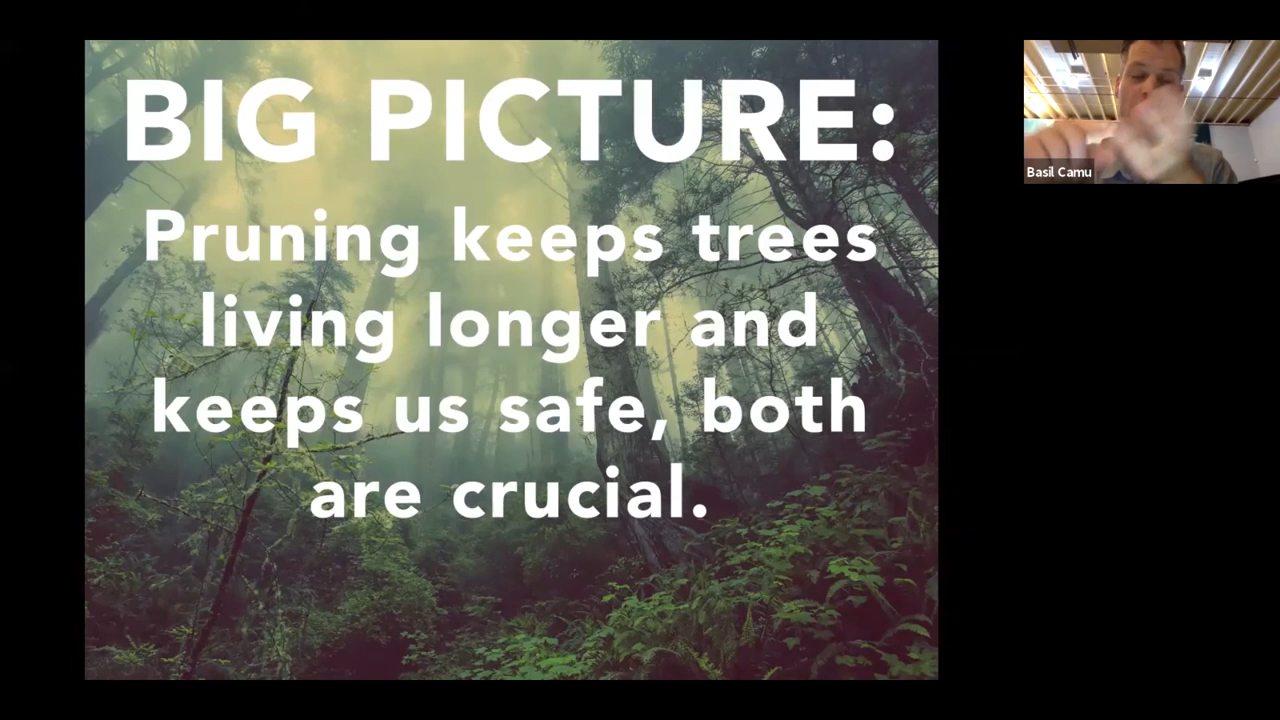 BIG PICTURE:
Pruning keeps trees
living longer and
keeps us safe, both
are crucial.
Basil Camu